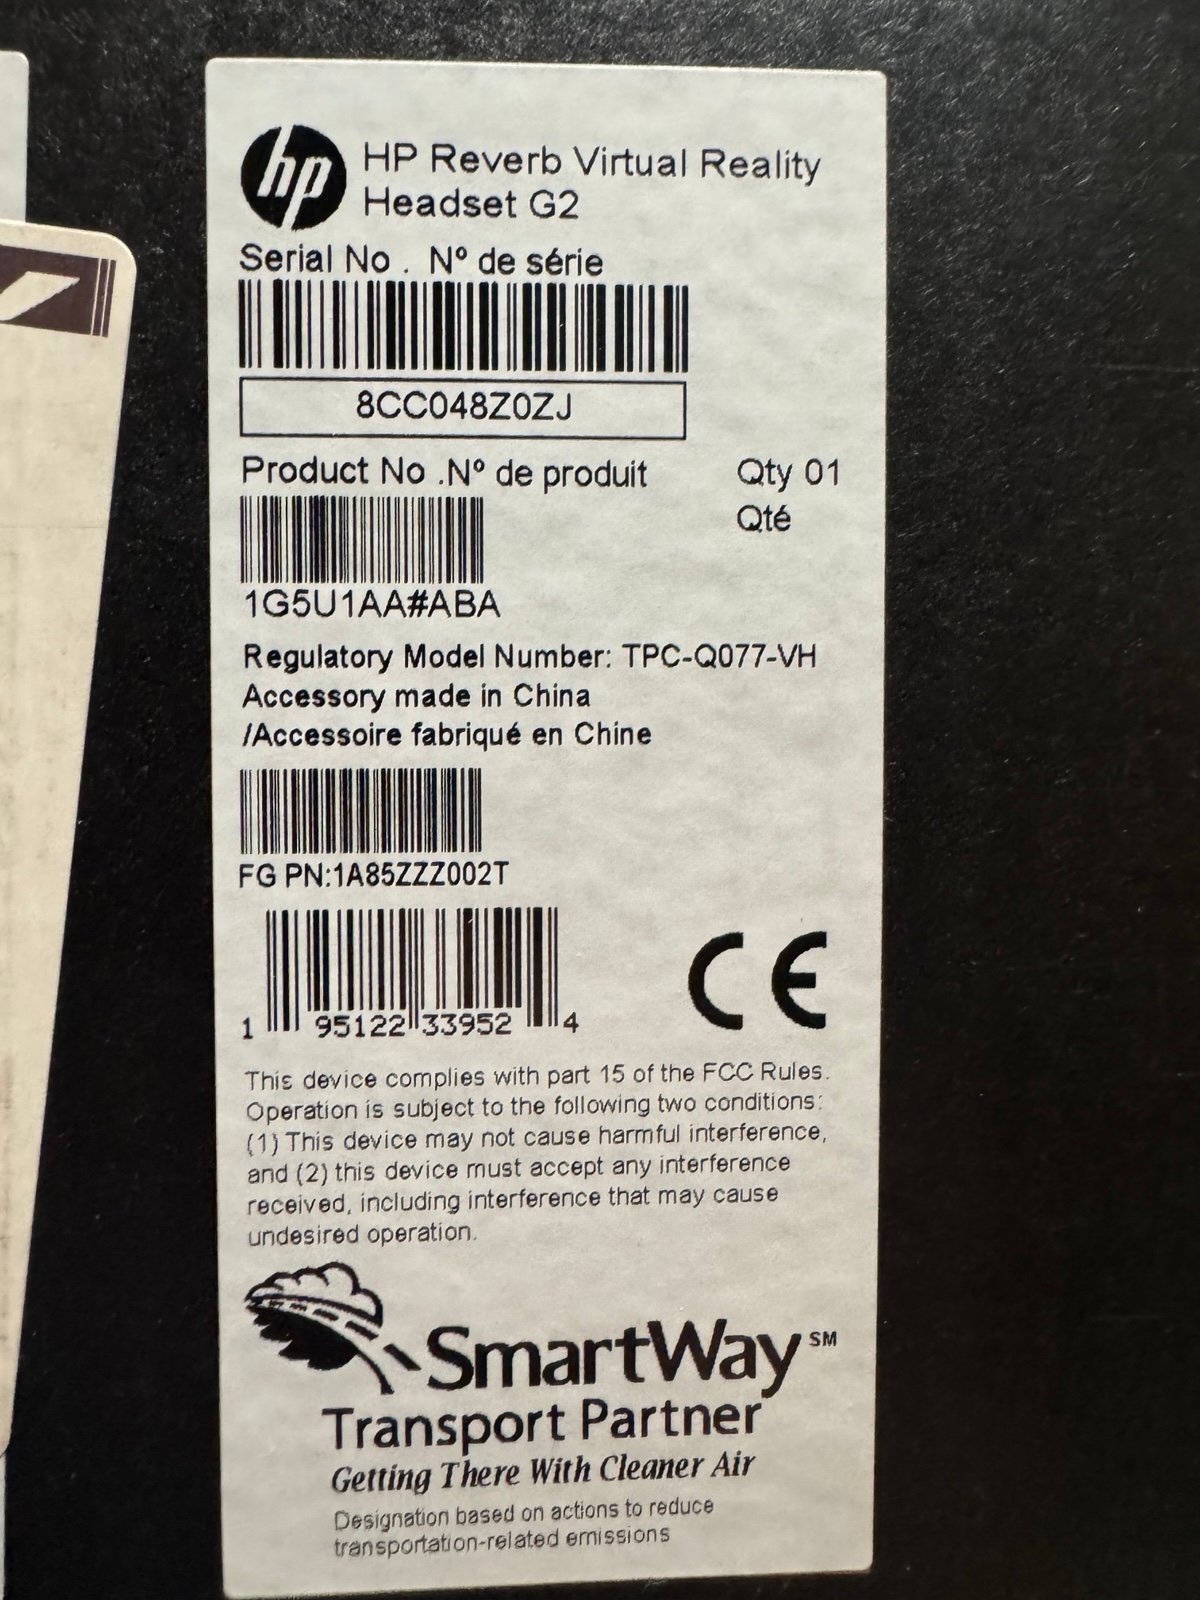 hp
HP Reverb Virtual Reality
Headset G2
Serial No . Nº de série
8CC048Z0ZJ
Product No .Nº de produit
Qty 01
Qté
1G5U1AA#ABA
Regulatory Model Number: TPC-Q077-VH
Accessory made in China
/Accessoire fabriqué en Chine
FG PN:1A85ZZZ002T
1 95122 33952 4
CE
This device complies with part 15 of the FCC Rules.
Operation is subject to the following two conditions:
(1) This device may not cause harmful interference,
and (2) this device must accept any interference
received, including interference that may cause
undesired operation.
SmartWay℠
Transport Partner
Getting There With Cleaner Air
Designation based on actions to reduce
transportation-related emissions